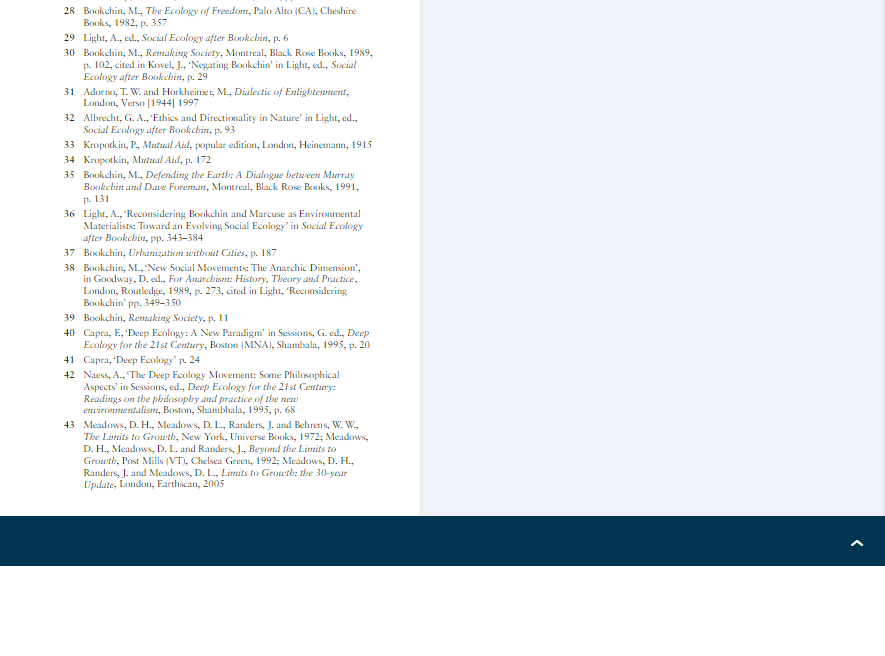 28 Bookchin, M., The Ecology of Freedom, Palo Alto (CA), Cheshire
Books, 1982, p. 357
29 Light, A., ed., Social Ecology after Bookchin, p. 6
30 Bookchin, M., Remaking Society, Montreal, Black Rose Books, 1989,
p. 102, cited in Kovel, J., ‘Negating Bookchin’ in Light, ed., Social
Ecology after Bookchin, p. 29
31 Adorno, T. W. and Horkheimer, M., Dialectic of Enlightenment,
London, Verso [1944] 1997
32 Albrecht, G. A., ‘Ethics and Directionality in Nature’ in Light, ed.,
Social Ecology after Bookchin, p. 93
33 Kropotkin, P., Mutual Aid, popular edition, London, Heinemann, 1915
34 Kropotkin, Mutual Aid, p. 172
35 Bookchin, M., Defending the Earth: A Dialogue between Murray
Bookchin and Dave Foreman, Montreal, Black Rose Books, 1991,
p. 131
36 Light, A., ‘Reconsidering Bookchin and Marcuse as Environmental
Materialists: Toward an Evolving Social Ecology’ in Social Ecology
after Bookchin, pp. 343–384
37 Bookchin, Urbanization without Cities, p. 187
38 Bookchin, M., ‘New Social Movements: The Anarchic Dimension’,
in Goodway, D. ed., For Anarchism: History, Theory and Practice,
London, Routledge, 1989, p. 273, cited in Light, ‘Reconsidering
Bookchin’ pp. 349–350
39 Bookchin, Remaking Society, p. 11
40 Capra, F., ‘Deep Ecology: A New Paradigm’ in Sessions, G. ed., Deep
Ecology for the 21st Century, Boston (MNA), Shambala, 1995, p. 20
41 Capra, ‘Deep Ecology’ p. 24
42 Naess, A., ‘The Deep Ecology Movement: Some Philosophical
Aspects’ in Sessions, ed., Deep Ecology for the 21st Century:
Readings on the philosophy and practice of the new
environmentalism, Boston, Shambhala, 1995, p. 68
43 Meadows, D. H., Meadows, D. L., Randers, J. and Behrens, W. W.,
The Limits to Growth, New York, Universe Books, 1972; Meadows,
D. H., Meadows, D. L. and Randers, J., Beyond the Limits to
Growth, Post Mills (VT), Chelsea Green, 1992; Meadows, D. H.,
Randers, J. and Meadows, D. L., Limits to Growth: the 30-year
Update, London, Earthscan, 2005